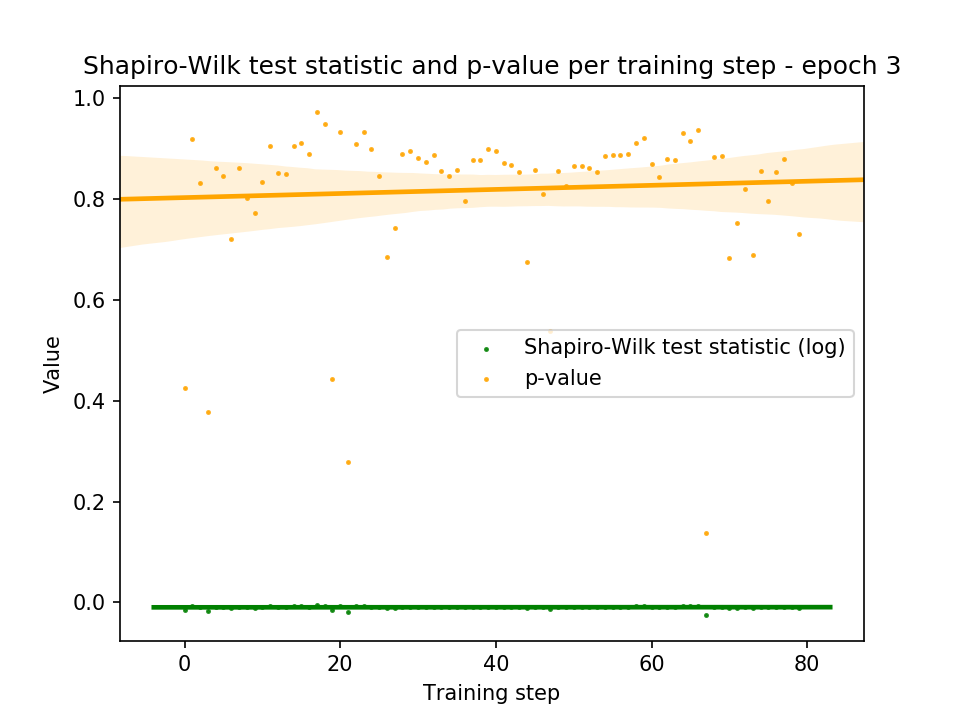 Shapiro-Wilk test statistic and p-value per training step - epoch 3
1.0
0.8
0.6
0.4
0.2
0.0
Value
Shapiro-Wilk test statistic (log)
p-value
0 20 40 60 80
Training step